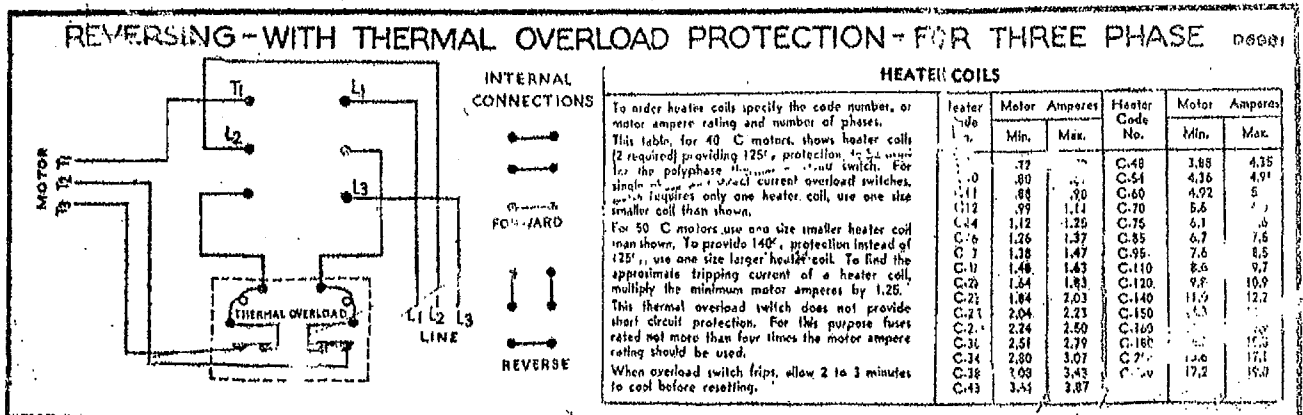 REVERSING-WITH THERMAL OVERLOAD PROTECTION-FOR THREE PHASE
T1
L1
L2
L3
MOTOR
T1
T2
T3
THERMAL OVERLOAD
L1 L2 L3
LINE
INTERNAL
CONNECTIONS
FORWARD
REVERSE
HEATER COILS
To order heater coils specify the code number, or
motor ampere rating and number of phases.
This table, for 40 C motors, shows heater coils
(2 required) providing 125% protection
for the polyphase switch. For
single current overload switches,
requires only one heater coil, use one size
smaller coil than shown.
For 50 C motors use one size smaller heater coil
than shown. To provide 140% protection instead of
125%, use one size larger heater coil. To find the
approximate tripping current of a heater coil,
multiply the minimum motor amperes by 1.25.
This thermal overload switch does not provide
short circuit protection. For this purpose fuses
rated not more than four times the motor ampere
rating should be used.
When overload switch trips, allow 2 to 3 minutes
to cool before resetting.
Heater Motor Amperes Heater Motor Amperes
Code
Min. Max. No. Min. Max.
.72 C-48 3.88 4.35
.80 C-54 4.36
.88 .90 C-60 4.92
.99 1.11 C-70
1.12 1.25 C-75 6.1
1.26 1.37 C-85 6.7 7.5
1.38 1.47 C-95 7.6 8.5
1.48 1.63 C-110 8.6 9.7
1.64 1.83 C-120 9.8 10.9
1.84 2.03 C-140 12.2
2.04 2.23 C-150
2.24 2.50 C-160
2.51 2.79 C-180
C-34 2.80 3.07 17.1
C-38 3.43 17.2
C-43 3.87